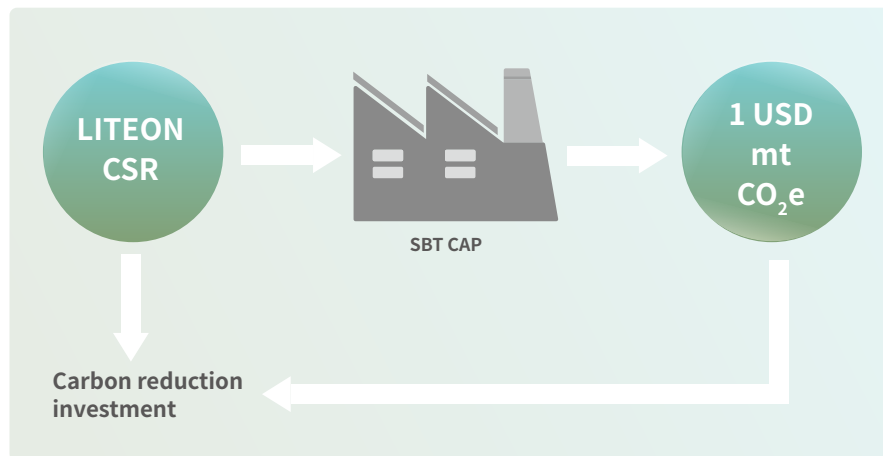 LITEON
CSR
SBT CAP
1 USD
mt
CO₂e
Carbon reduction
investment